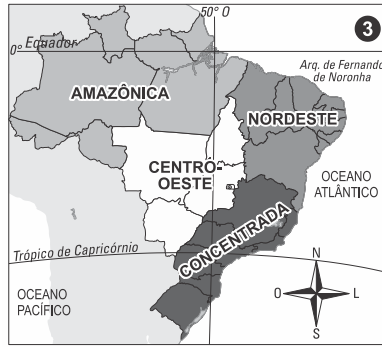 50° O
3
0° Equador
Arq. de Fernando
de Noronha
AMAZÔNICA
NORDESTE
CENTRO-
OESTE
OCEANO
ATLÂNTICO
CONCENTRADA
Trópico de Capricórnio
OCEANO
PACÍFICO
N
O
L
S